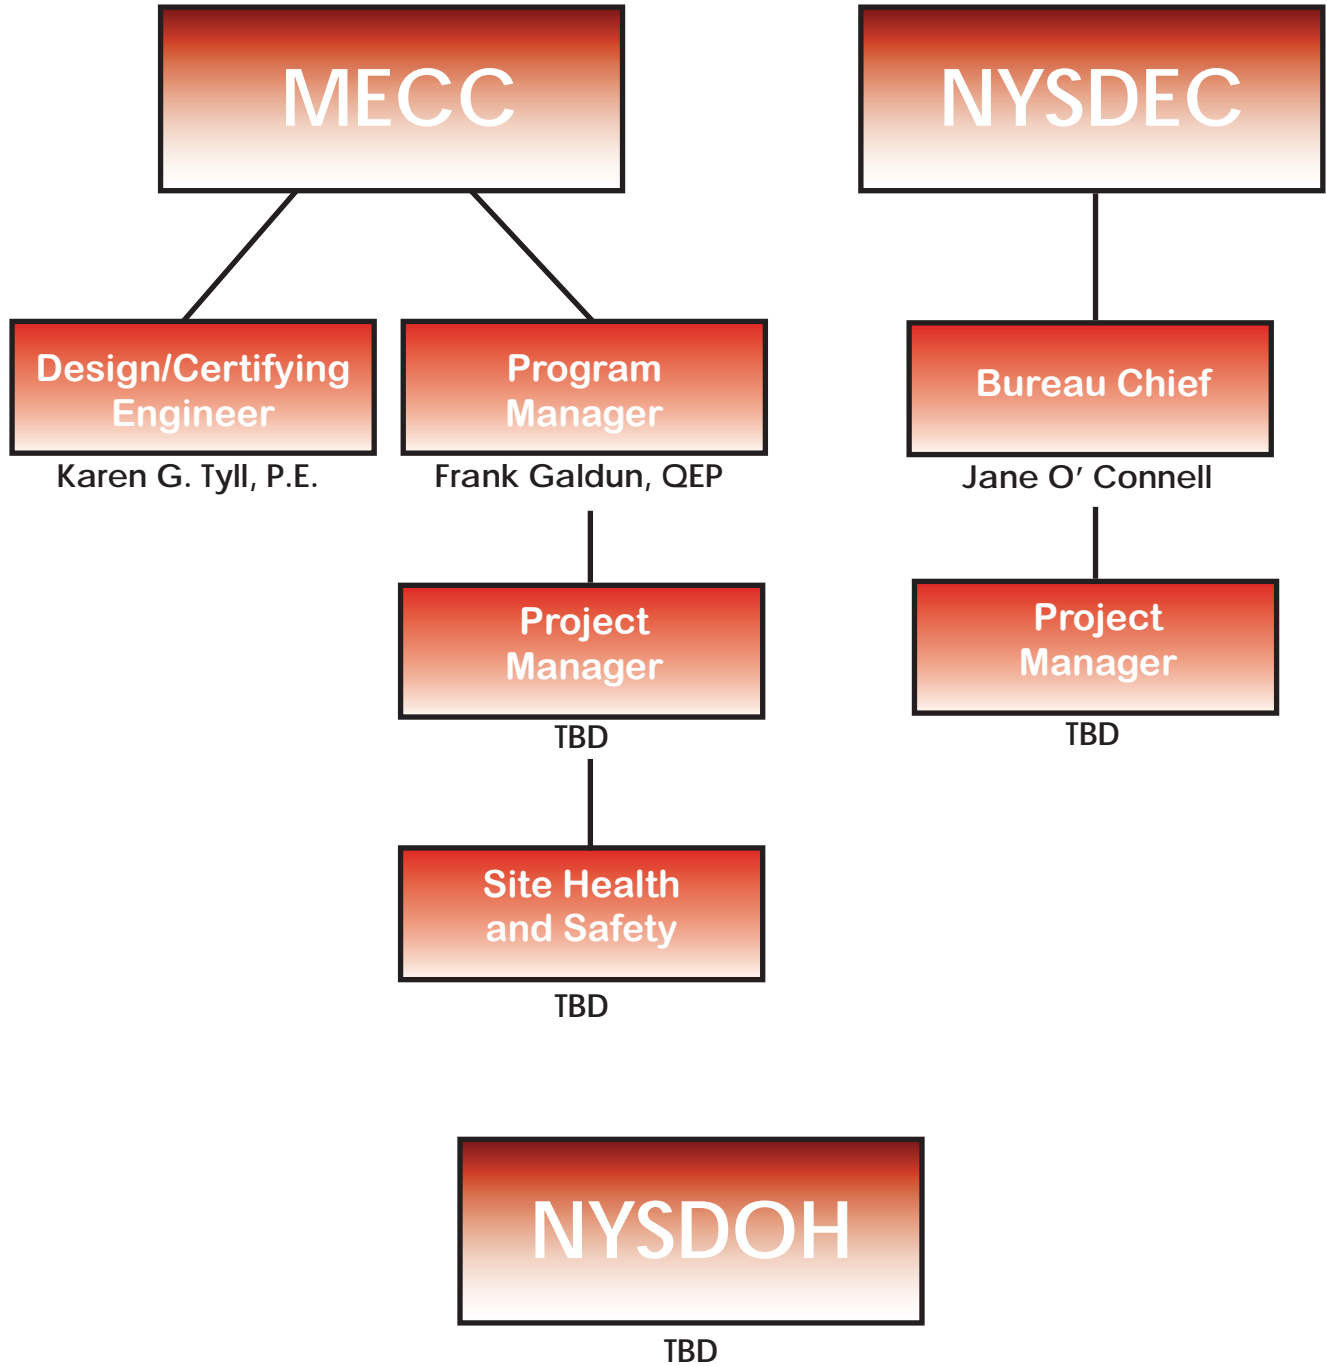 MECC
NYSDEC
Design/Certifying
Engineer
Karen G. Tyll, P.E.
Program
Manager
Frank Galdun, QEP
Bureau Chief
Jane O' Connell
Project
Manager
TBD
Project
Manager
TBD
Site Health
and Safety
TBD
NYSDOH
TBD